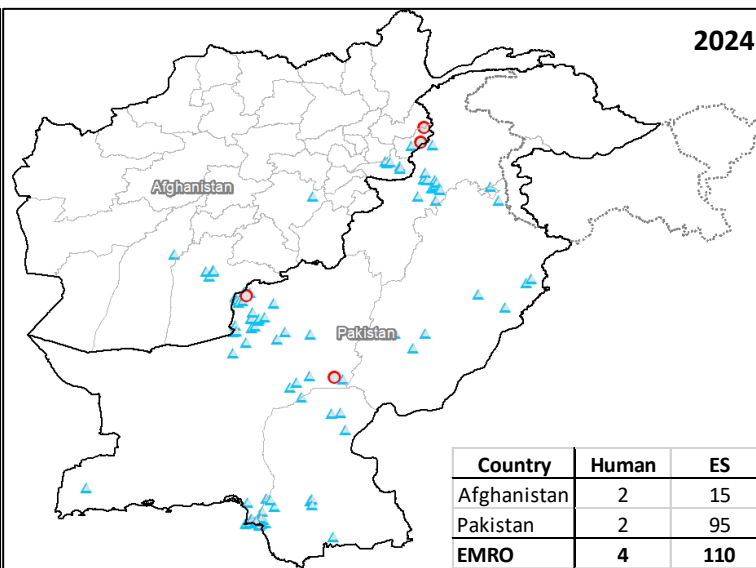 2024
Afghanistan
Pakistan
Country Human ES
Afghanistan 2 15
Pakistan 2 95
EMRO 4 110